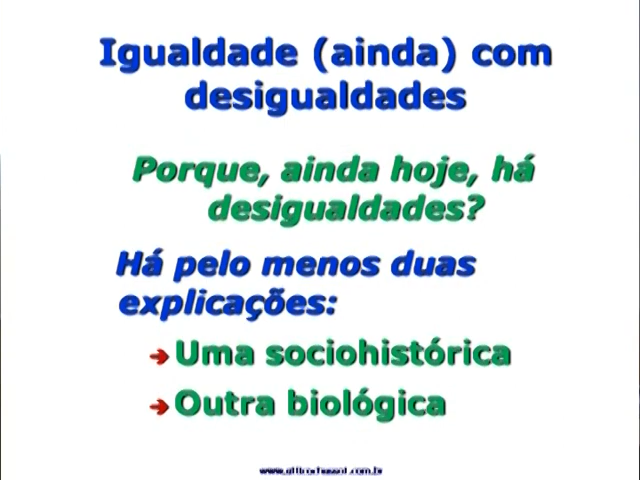 Igualdade (ainda) com
desigualdades
Porque, ainda hoje, há
desigualdades?
Há pelo menos duas
explicações:
Uma sociohistórica
Outra biológica